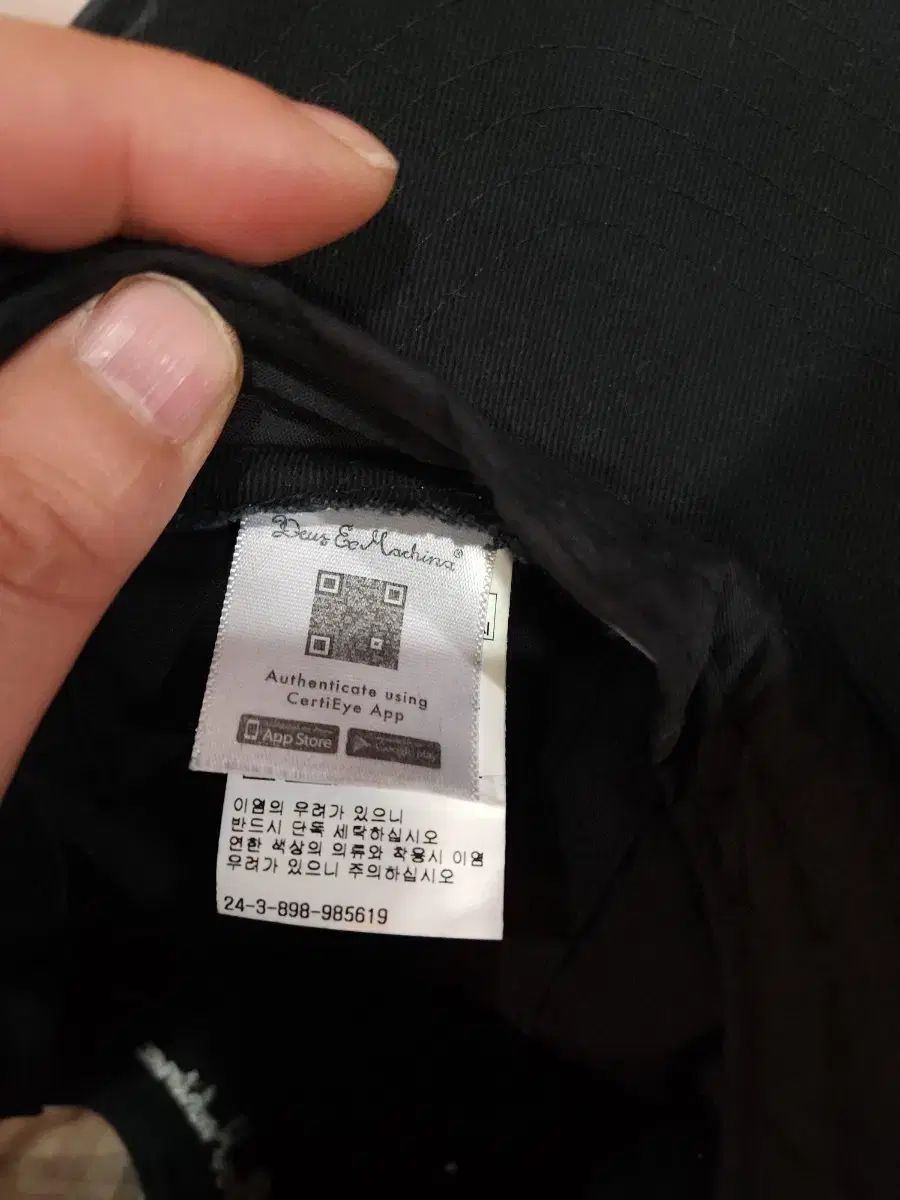 Deus Ex Machina®
Authenticate using
CertiEye App
App Store
Google play
이염의 우려가 있으니
반드시 단독 세탁하십시오
연한 색상의 의류와 착용시 이염
우려가 있으니 주의하십시오
24-3-898-985619